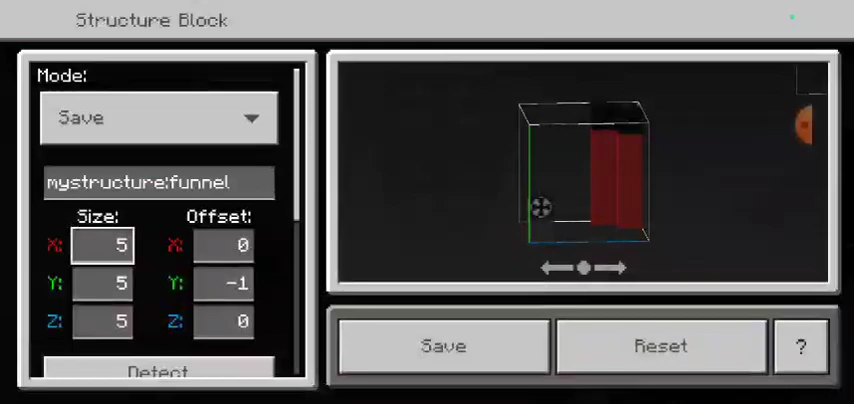 Structure Block
Mode:
Save
mystructure:funnel
Size: Offset:
X: 5 X: 0
Y: 5 Y: -1
Z: 5 Z: 0
Detect
Save Reset ?